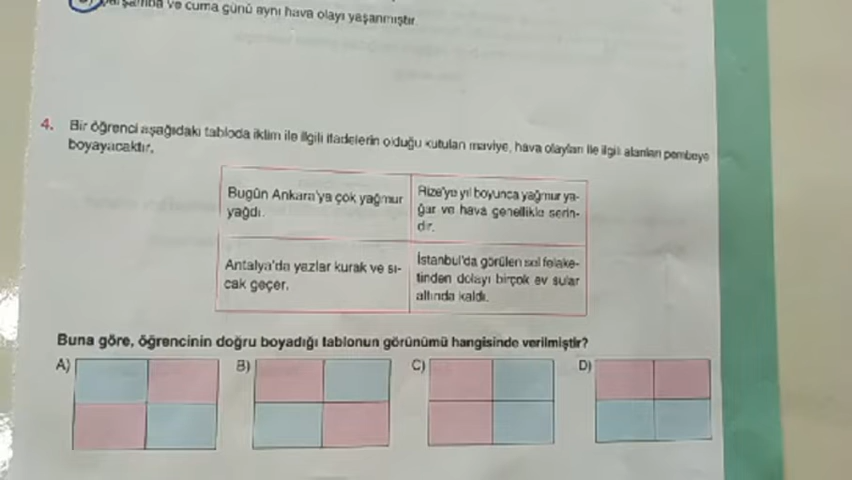 ve cuma günü aynı hava olayı yaşanmıştır.
4. Bir öğrenci aşağıdaki tabloda iklim ile ilgili ifadelerin olduğu kutuları maviye, hava olayları ile ilgili alanları pembeye
boyayacaktır.
Bugün Ankara'ya çok yağmur
yağdı.
Rize'ye yıl boyunca yağmur ya-
ğar ve hava genellikle serin-
dir.
Antalya'da yazlar kurak ve sı-
cak geçer.
İstanbul'da görülen sel felake-
tinden dolayı birçok ev sular
altında kaldı.
Buna göre, öğrencinin doğru boyadığı tablonun görünümü hangisinde verilmiştir?
A)
B)
C)
D)